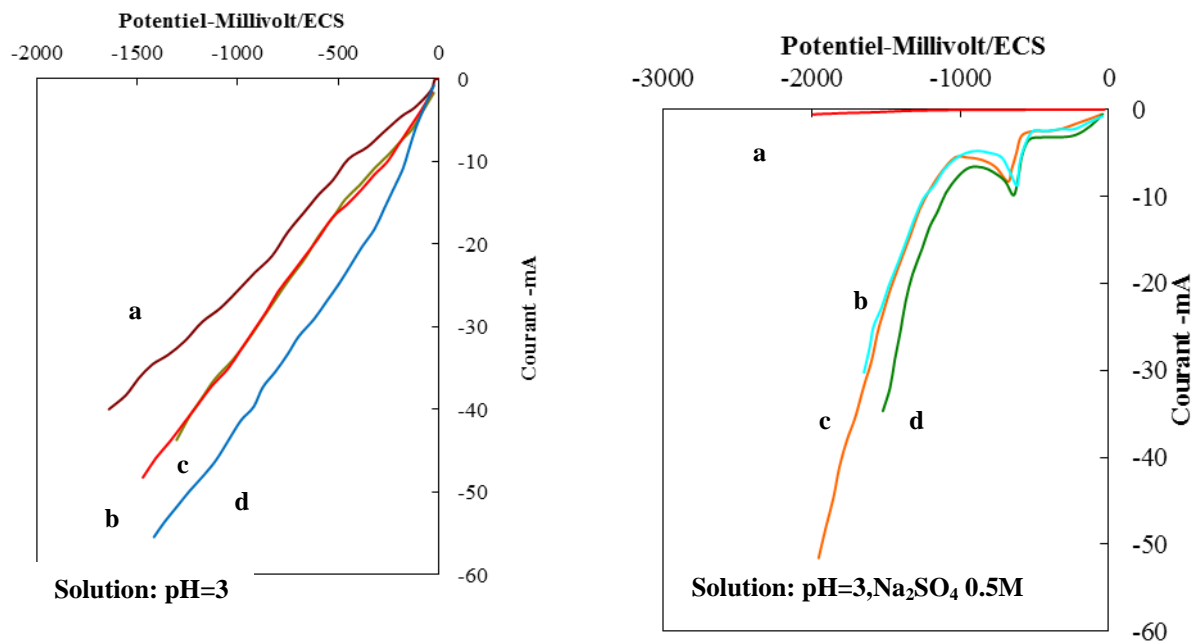 Potentiel-Millivolt/ECS
-2000 -1500 -1000 -500 0
0
-10
-20
-30
-40
-50
-60
Courant -mA
a
c
b
d
Solution: pH=3
Potentiel-Millivolt/ECS
-3000 -2000 -1000 0
0
-10
-20
-30
-40
-50
-60
Courant -mA
a
b
c
d
Solution: pH=3,Na₂SO₄ 0.5M